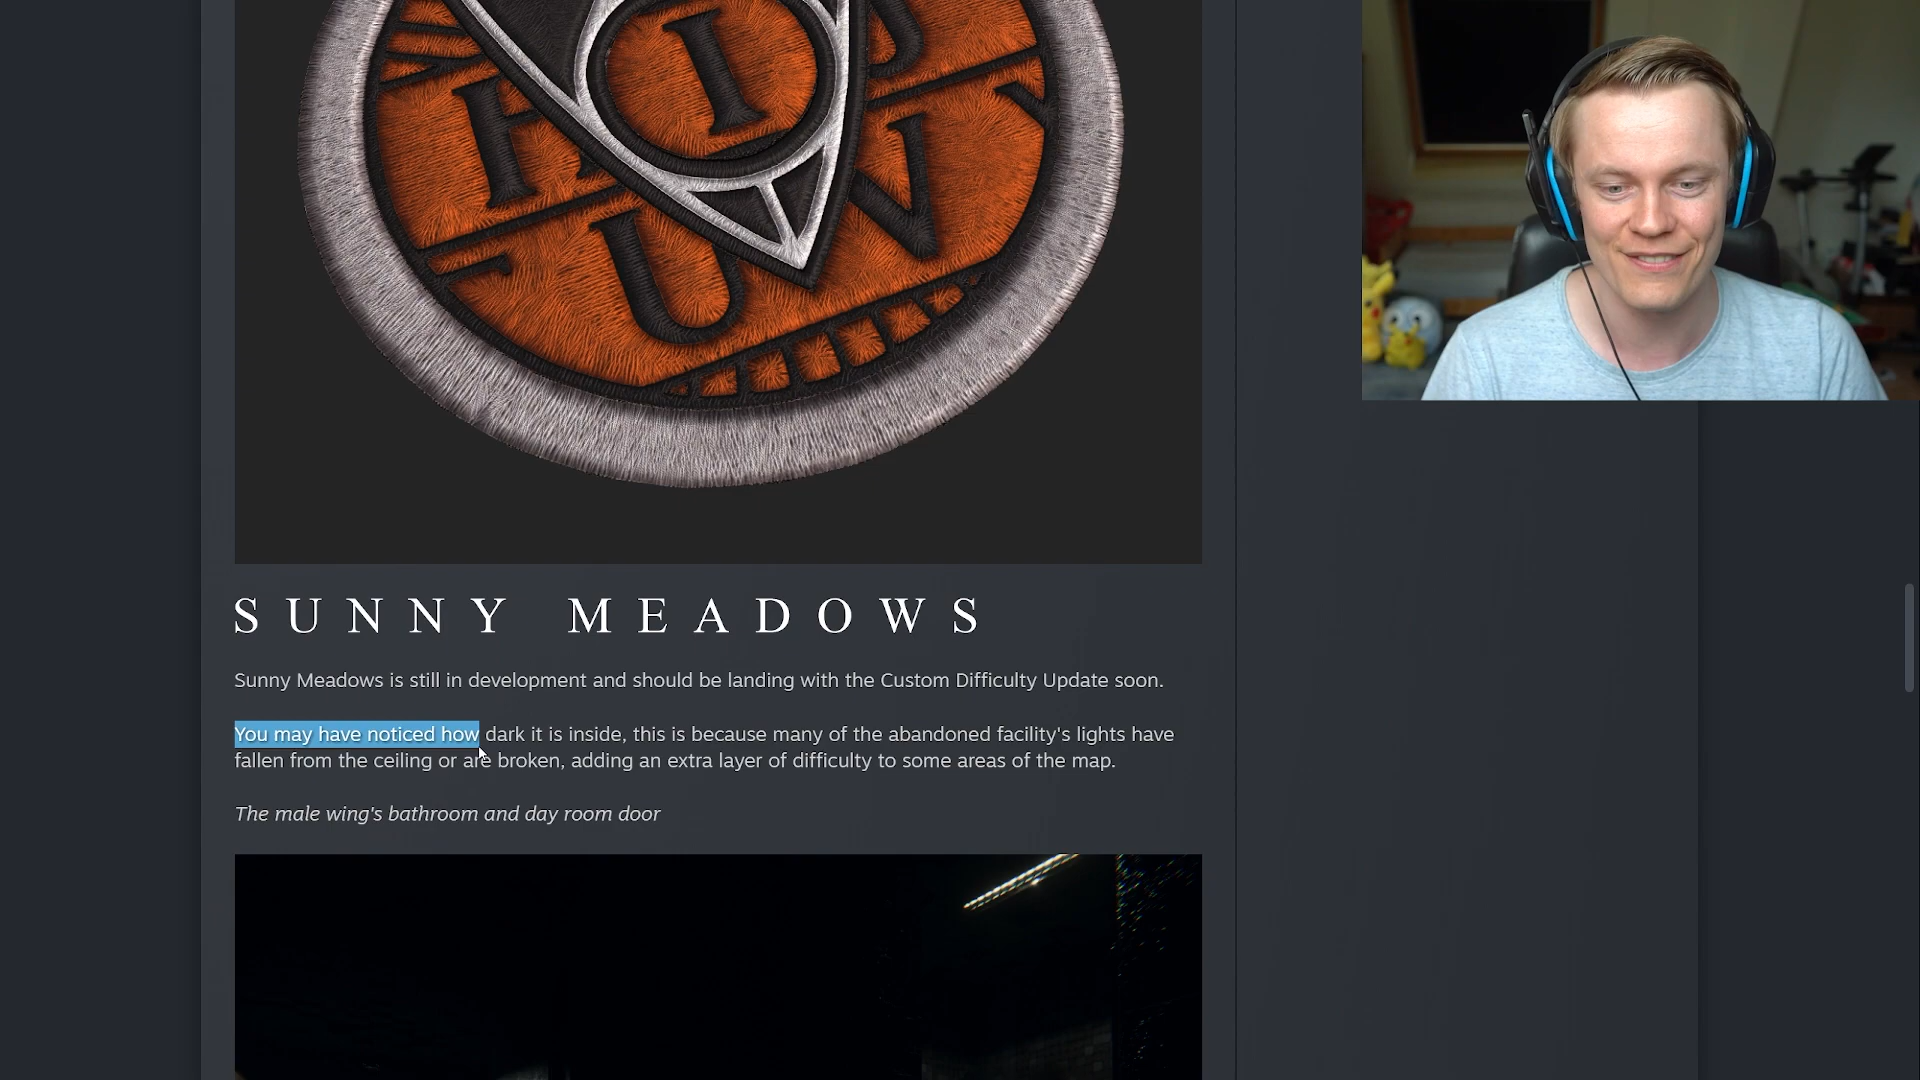 J
I
H
V
U
SUNNY MEADOWS
Sunny Meadows is still in development and should be landing with the Custom Difficulty Update soon.
You may have noticed how dark it is inside, this is because many of the abandoned facility's lights have
fallen from the ceiling or are broken, adding an extra layer of difficulty to some areas of the map.
The male wing's bathroom and day room door